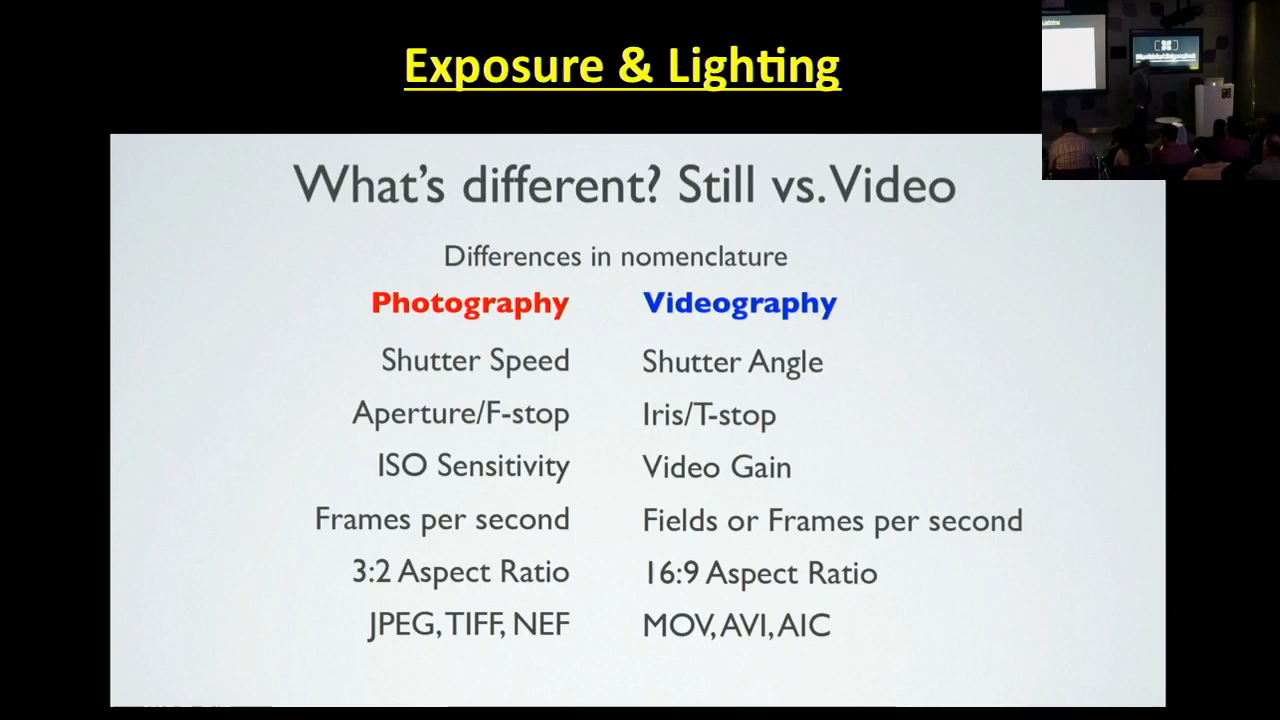 Exposure & Lighting
What's different? Still vs. Video
Differences in nomenclature
Photography Videography
Shutter Speed Shutter Angle
Aperture/F-stop Iris/T-stop
ISO Sensitivity Video Gain
Frames per second Fields or Frames per second
3:2 Aspect Ratio 16:9 Aspect Ratio
JPEG, TIFF, NEF MOV, AVI, AIC